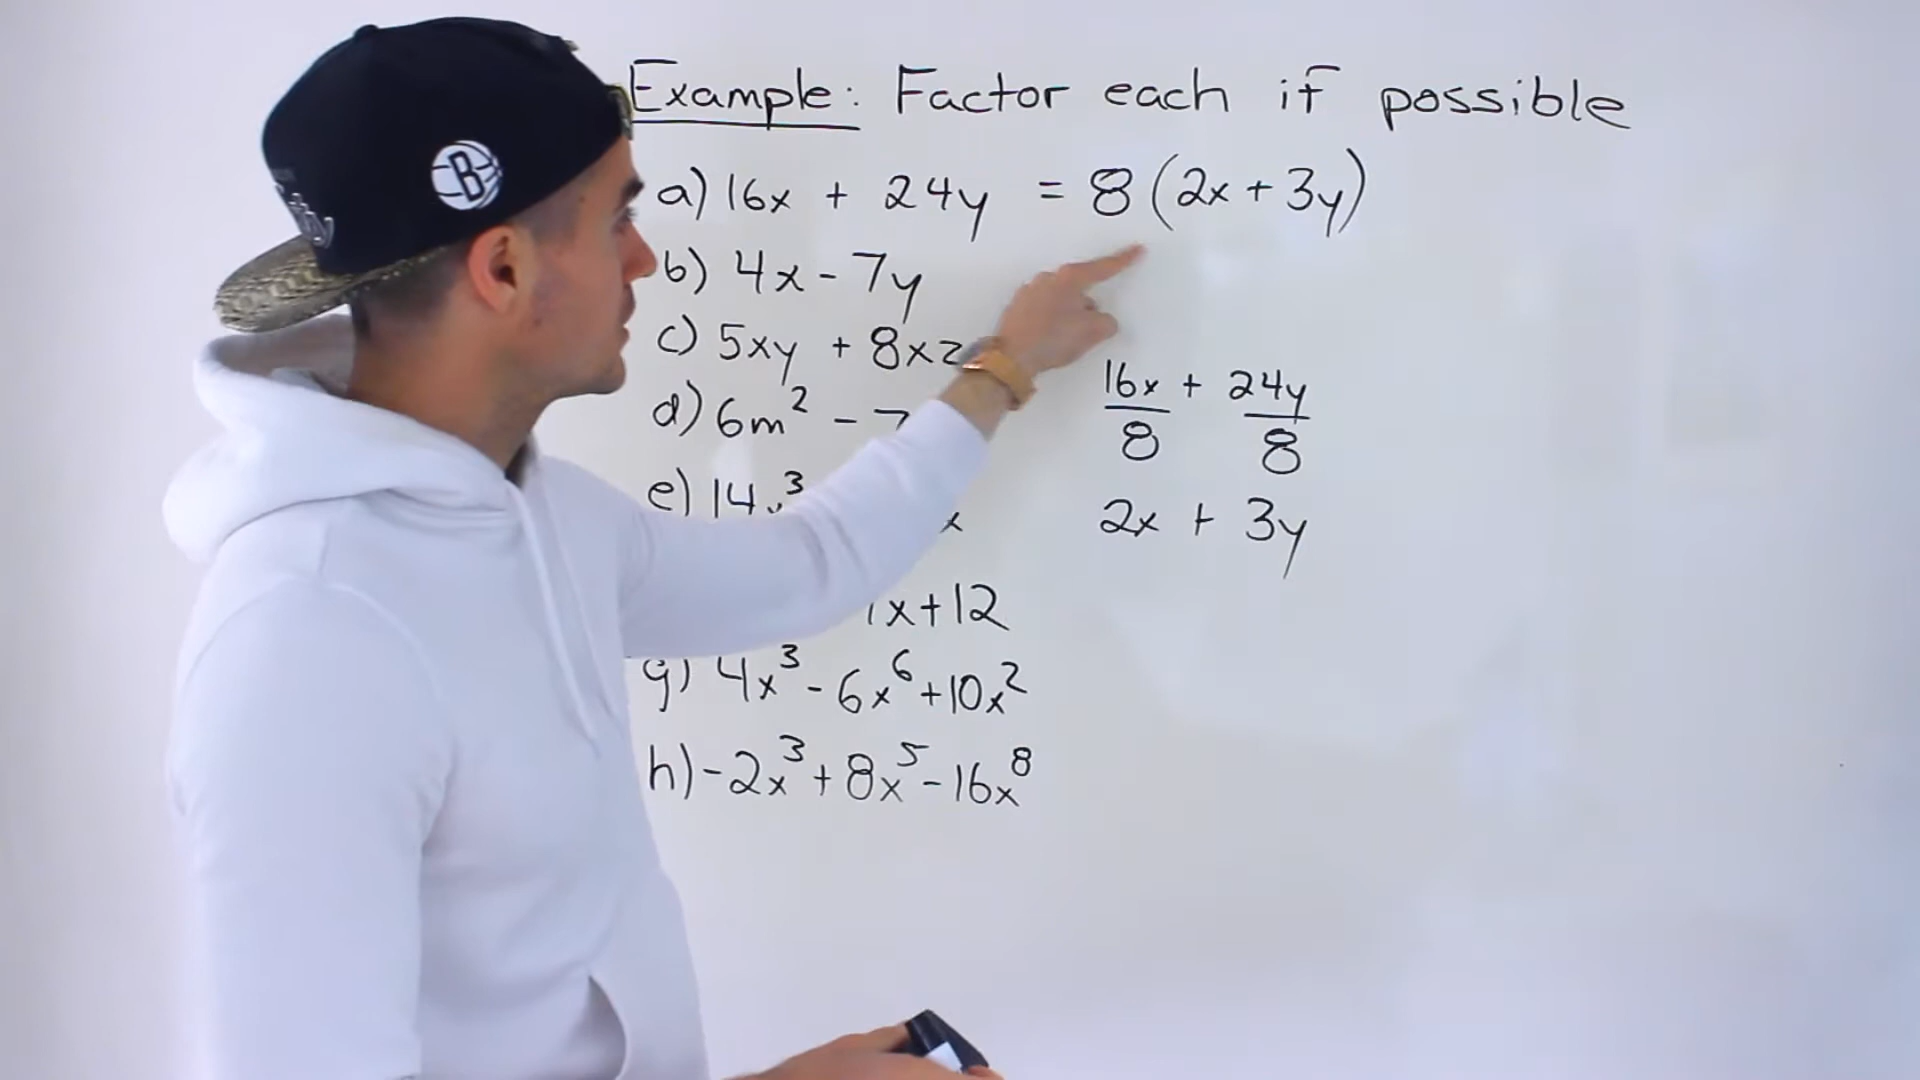 Example: Factor each if possible
a) 16x + 24y = 8(2x + 3y)
b) 4x - 7y
c) 5xy + 8xz
d) 6m² - 7
e) 14x³ x
x + 12
g) 4x³ - 6x⁶ + 10x²
h) -2x³ + 8x⁵ - 16x⁸
16x + 24y
8 8
2x + 3y
B